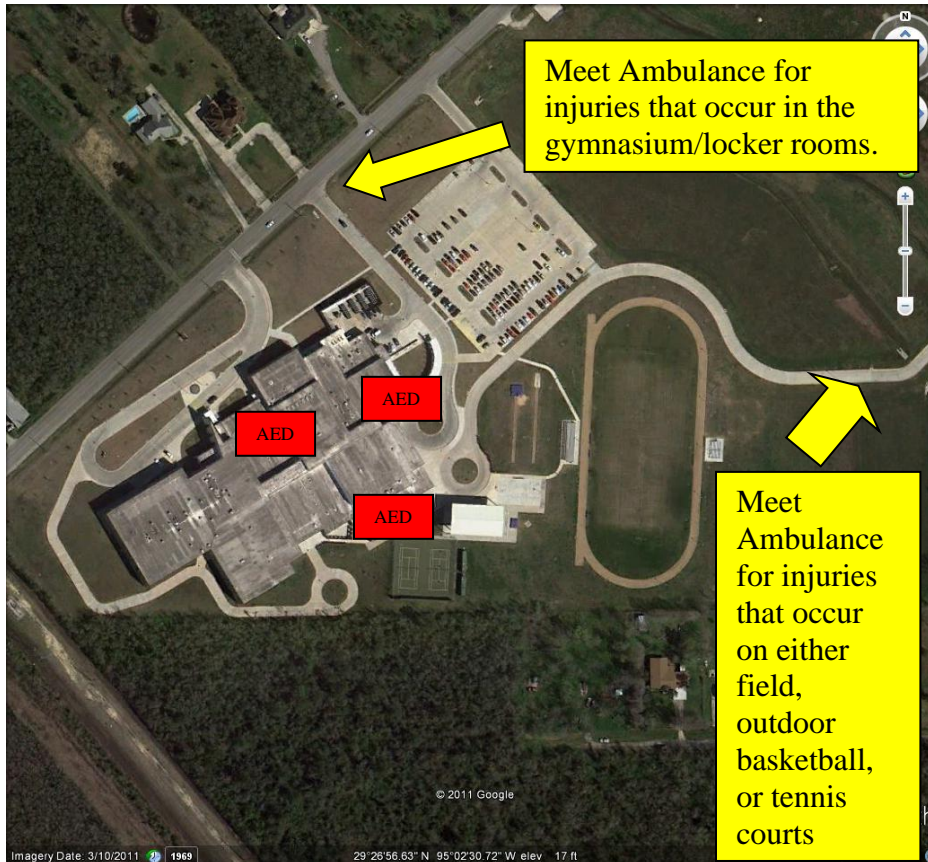 N
Meet Ambulance for
injuries that occur in the
gymnasium/locker rooms.
AED
AED
AED
Meet
Ambulance
for injuries
that occur
on either
field,
outdoor
basketball,
or tennis
courts
© 2011 Google
Imagery Date: 3/10/2011 1969 29°26'56.63" N 95°02'30.72" W elev 17 ft